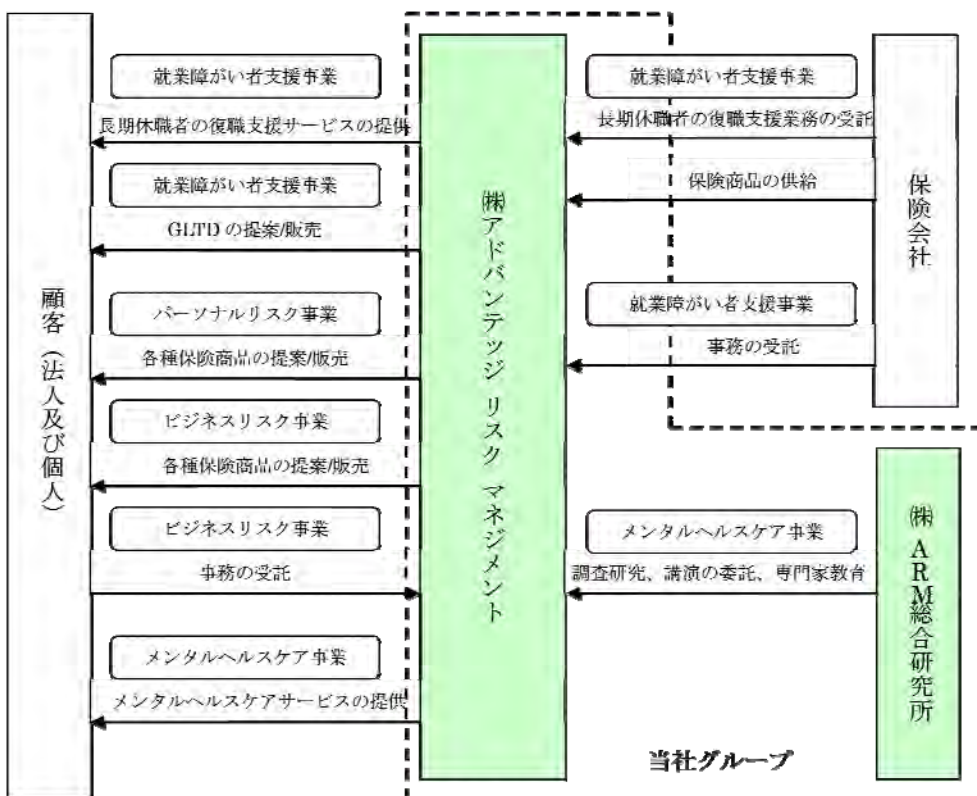 顧客（法人及び個人）
就業障がい者支援事業
長期休職者の復職支援サービスの提供
就業障がい者支援事業
GLTD の提案/販売
パーソナルリスク事業
各種保険商品の提案/販売
ビジネスリスク事業
各種保険商品の提案/販売
ビジネスリスク事業
事務の受託
メンタルヘルスケア事業
メンタルヘルスケアサービスの提供
㈱アドバンテッジ リスク マネジメント
就業障がい者支援事業
長期休職者の復職支援業務の受託
保険商品の供給
就業障がい者支援事業
事務の受託
保険会社
メンタルヘルスケア事業
調査研究、講演の委託、専門家教育
㈱ARM総合研究所
当社グループ